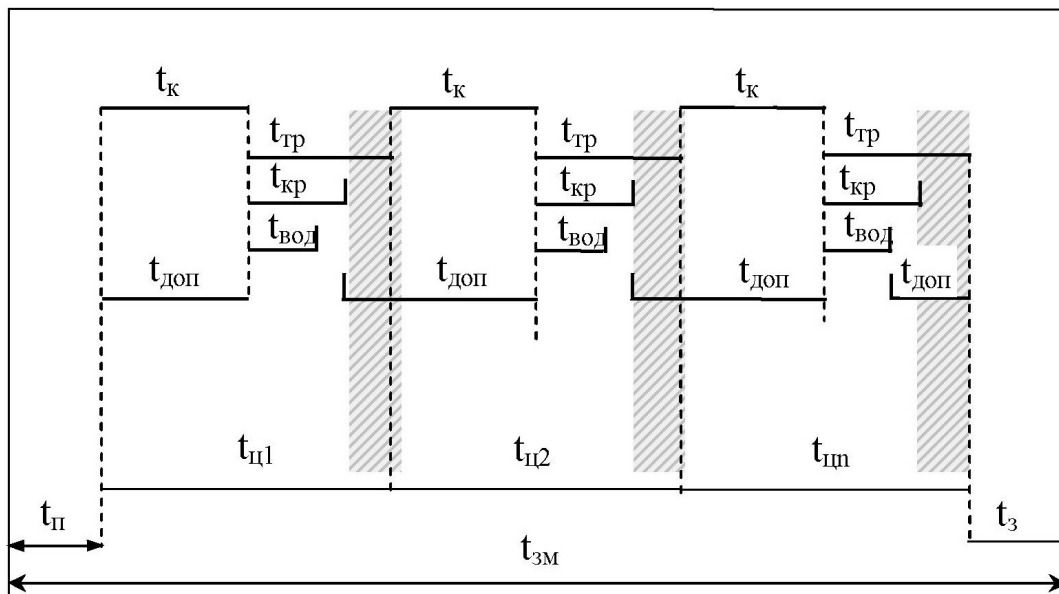 tк tк tк
tтр tтр tтр
tкр tкр tкр
tвод tвод tвод
tдоп tдоп tдоп tдоп
tц1 tц2 tцп
tп tз
tзм